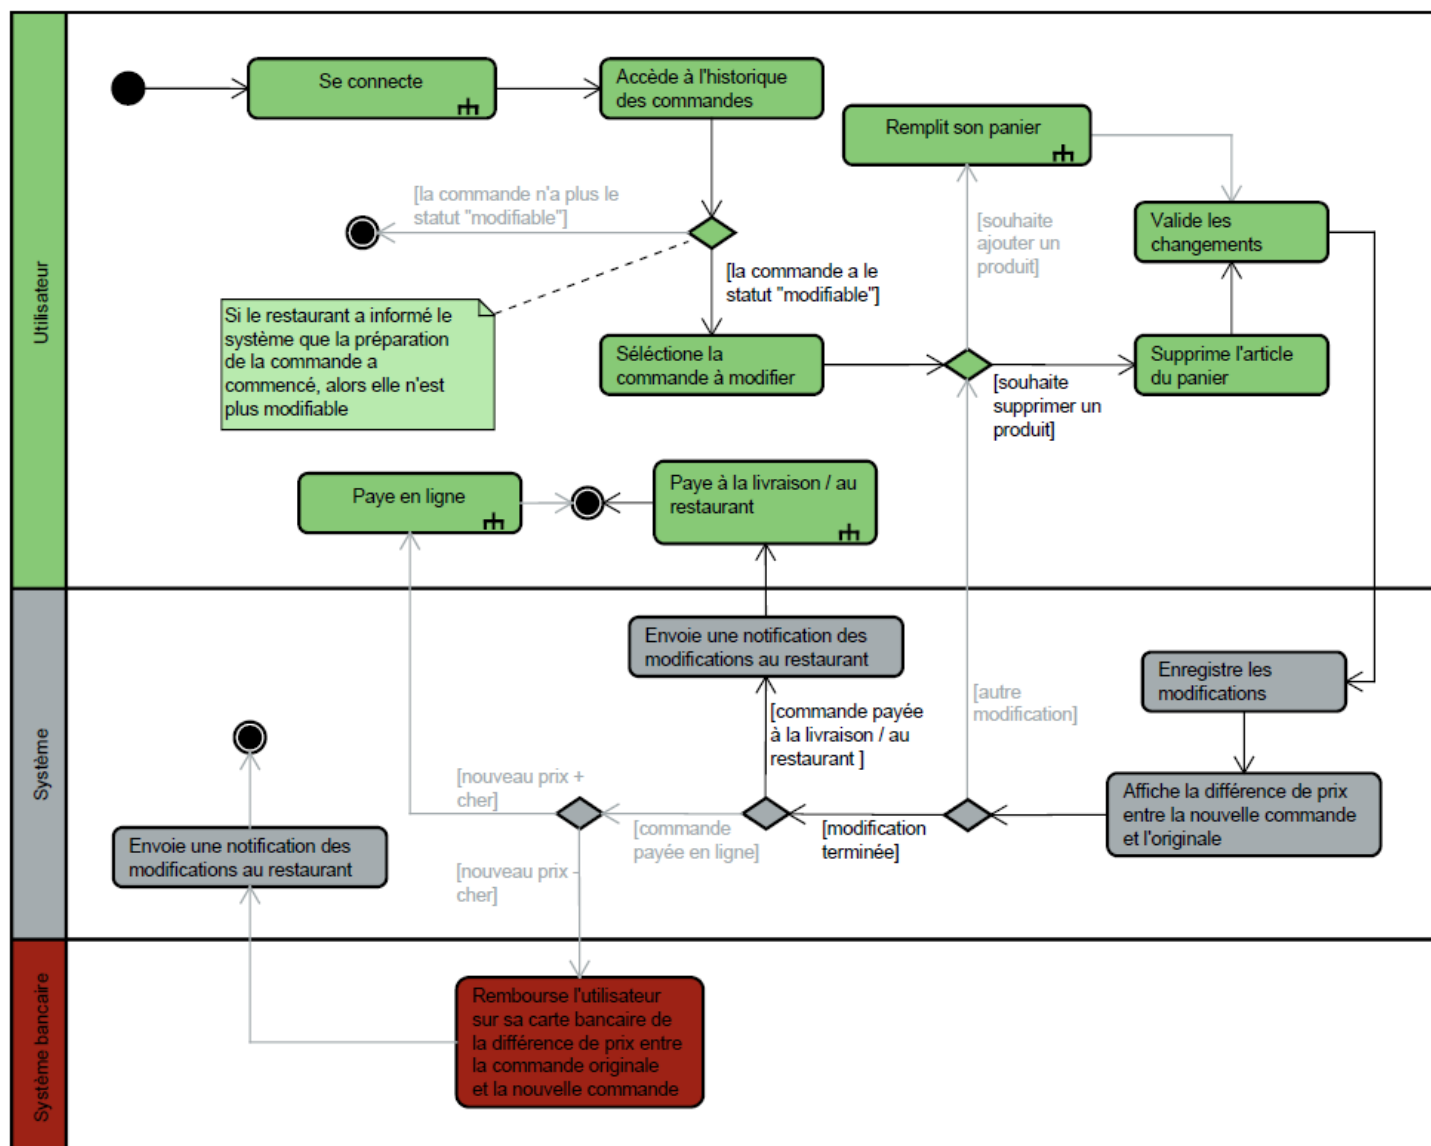 Utilisateur
Se connecte
Accède à l'historique
des commandes
Remplit son panier
[la commande n'a plus le
statut "modifiable"]
[souhaite
ajouter un
produit]
Valide les
changements
[la commande a le
statut "modifiable"]
Si le restaurant a informé le
système que la préparation
de la commande a
commencé, alors elle n'est
plus modifiable
Séléctione la
commande à modifier
Supprime l'article
du panier
[souhaite
supprimer un
produit]
Paye en ligne
Paye à la livraison / au
restaurant
Système
Envoie une notification des
modifications au restaurant
Enregistre les
modifications
[autre
modification]
[commande payée
à la livraison / au
restaurant ]
[nouveau prix +
cher]
Affiche la différence de prix
entre la nouvelle commande
et l'originale
[commande
payée en ligne]
[modification
terminée]
Envoie une notification des
modifications au restaurant
[nouveau prix -
cher]
Système bancaire
Rembourse l'utilisateur
sur sa carte bancaire de
la différence de prix entre
la commande originale
et la nouvelle commande